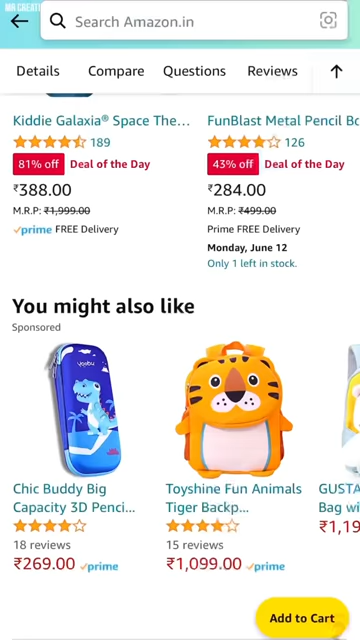 MR CREATI
Search Amazon.in
Details Compare Questions Reviews
Kiddie Galaxia® Space The...
FunBlast Metal Pencil Bo
189
126
81% off Deal of the Day
43% off Deal of the Day
₹388.00
₹284.00
M.R.P: ₹1,999.00
M.R.P: ₹499.00
prime FREE Delivery
Prime FREE Delivery
Monday, June 12
Only 1 left in stock.
You might also like
Sponsored
yoobu
Chic Buddy Big
Capacity 3D Penci...
18 reviews
₹269.00 prime
Toyshine Fun Animals
Tiger Backp...
15 reviews
₹1,099.00 prime
GUSTA
Bag wi
₹1,19
Add to Cart